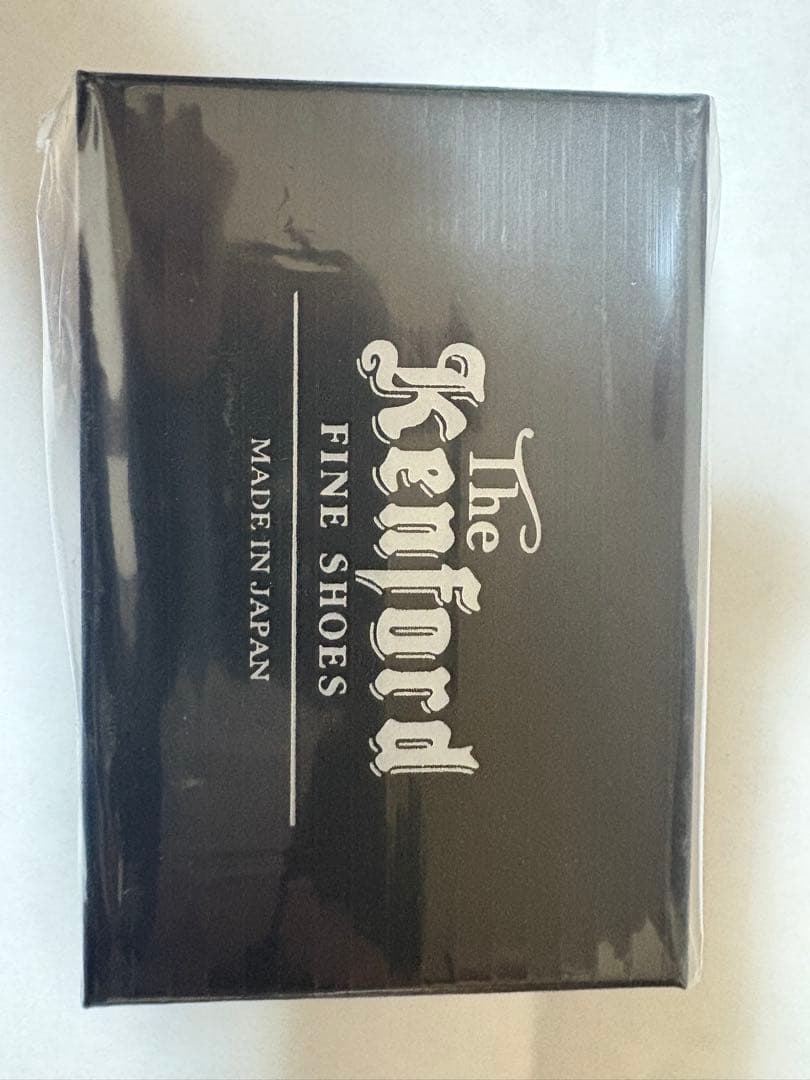 The
Kenford
FINE SHOES
MADE IN JAPAN